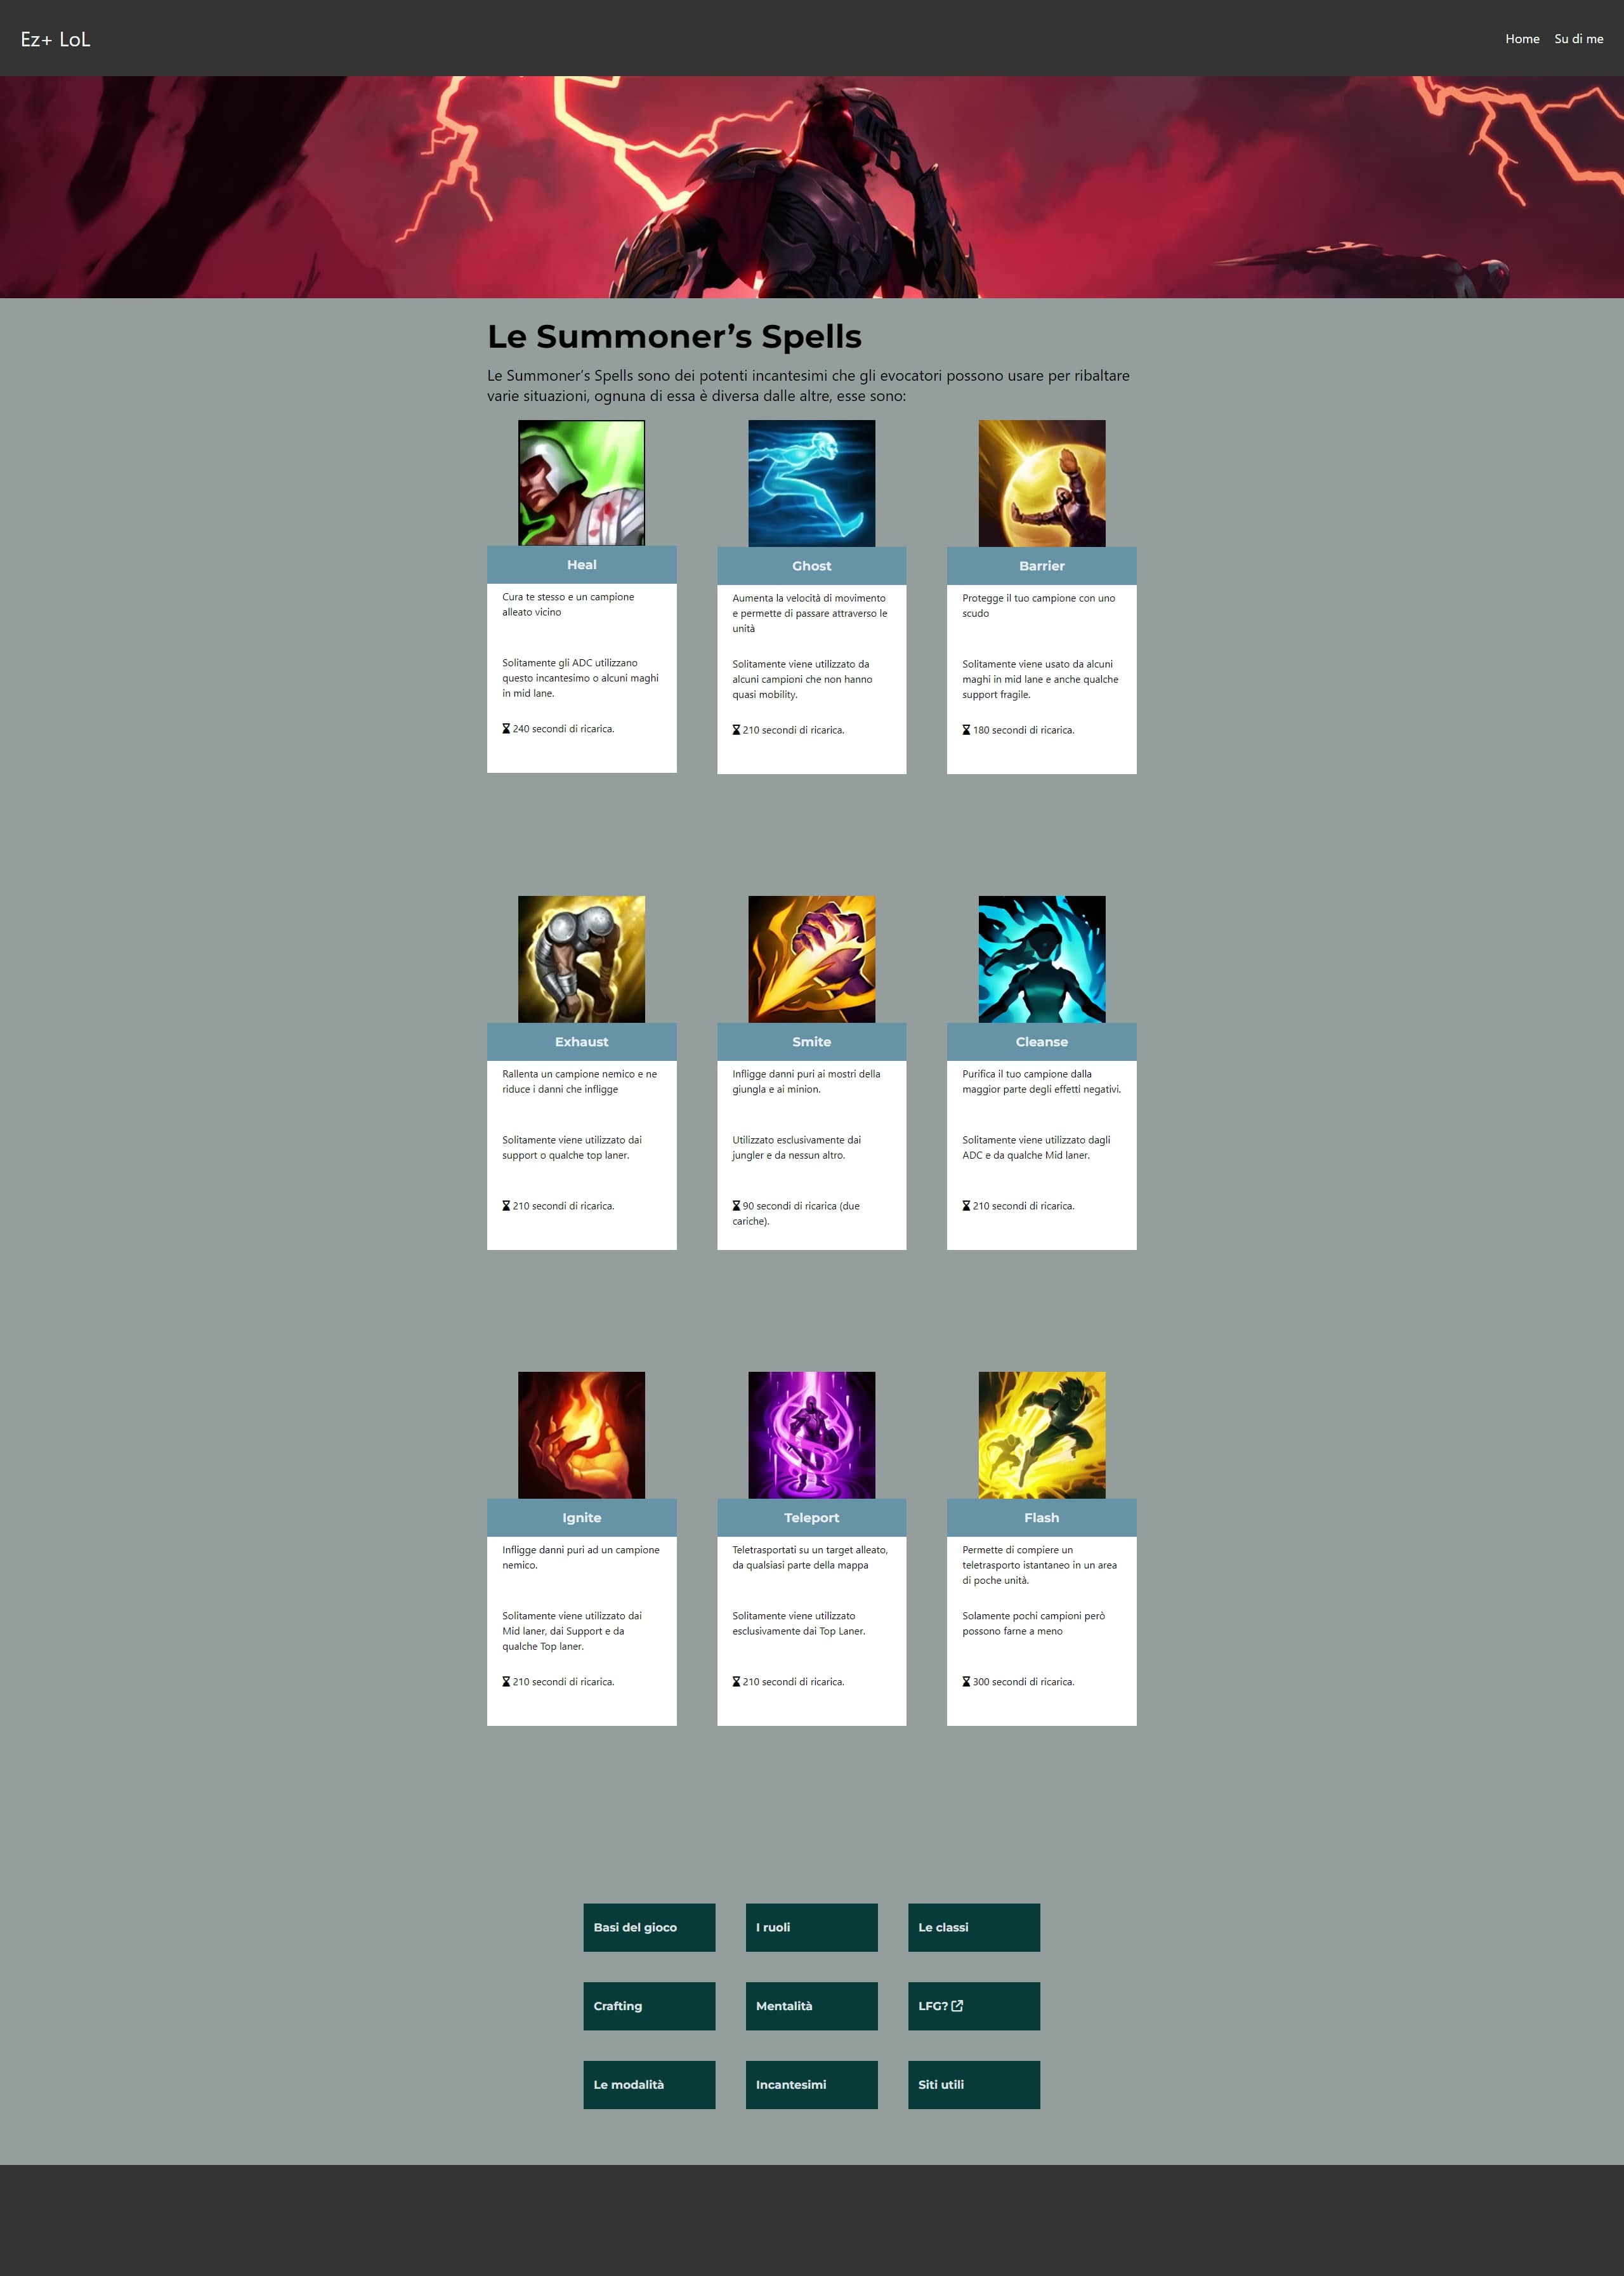 Ez+ LoL
Home
Su di me
Le Summoner's Spells
Le Summoner's Spells sono dei potenti incantesimi che gli evocatori possono usare per ribaltare
varie situazioni, ognuna di essa è diversa dalle altre, esse sono:
Heal
Cura te stesso e un campione
alleato vicino
Solitamente gli ADC utilizzano
questo incantesimo o alcuni maghi
in mid lane.
240 secondi di ricarica.
Ghost
Aumenta la velocità di movimento
e permette di passare attraverso le
unità
Solitamente viene utilizzato da
alcuni campioni che non hanno
quasi mobility.
210 secondi di ricarica.
Barrier
Protegge il tuo campione con uno
scudo
Solitamente viene usato da alcuni
maghi in mid lane e anche qualche
support fragile.
180 secondi di ricarica.
Exhaust
Rallenta un campione nemico e ne
riduce i danni che infligge
Solitamente viene utilizzato dai
support o qualche top laner.
210 secondi di ricarica.
Smite
Infligge danni puri ai mostri della
giungla e ai minion.
Utilizzato esclusivamente dai
jungler e da nessun altro.
90 secondi di ricarica (due
cariche).
Cleanse
Purifica il tuo campione dalla
maggior parte degli effetti negativi.
Solitamente viene utilizzato dagli
ADC e da qualche Mid laner.
210 secondi di ricarica.
Ignite
Infligge danni puri ad un campione
nemico.
Solitamente viene utilizzato dai
Mid laner, dai Support e da
qualche Top laner.
210 secondi di ricarica.
Teleport
Teletrasportati su un target alleato,
da qualsiasi parte della mappa
Solitamente viene utilizzato
esclusivamente dai Top Laner.
210 secondi di ricarica.
Flash
Permette di compiere un
teletrasporto istantaneo in un area
di poche unità.
Solamente pochi campioni però
possono farne a meno
300 secondi di ricarica.
Basi del gioco
I ruoli
Le classi
Crafting
Mentalità
LFG?
Le modalità
Incantesimi
Siti utili